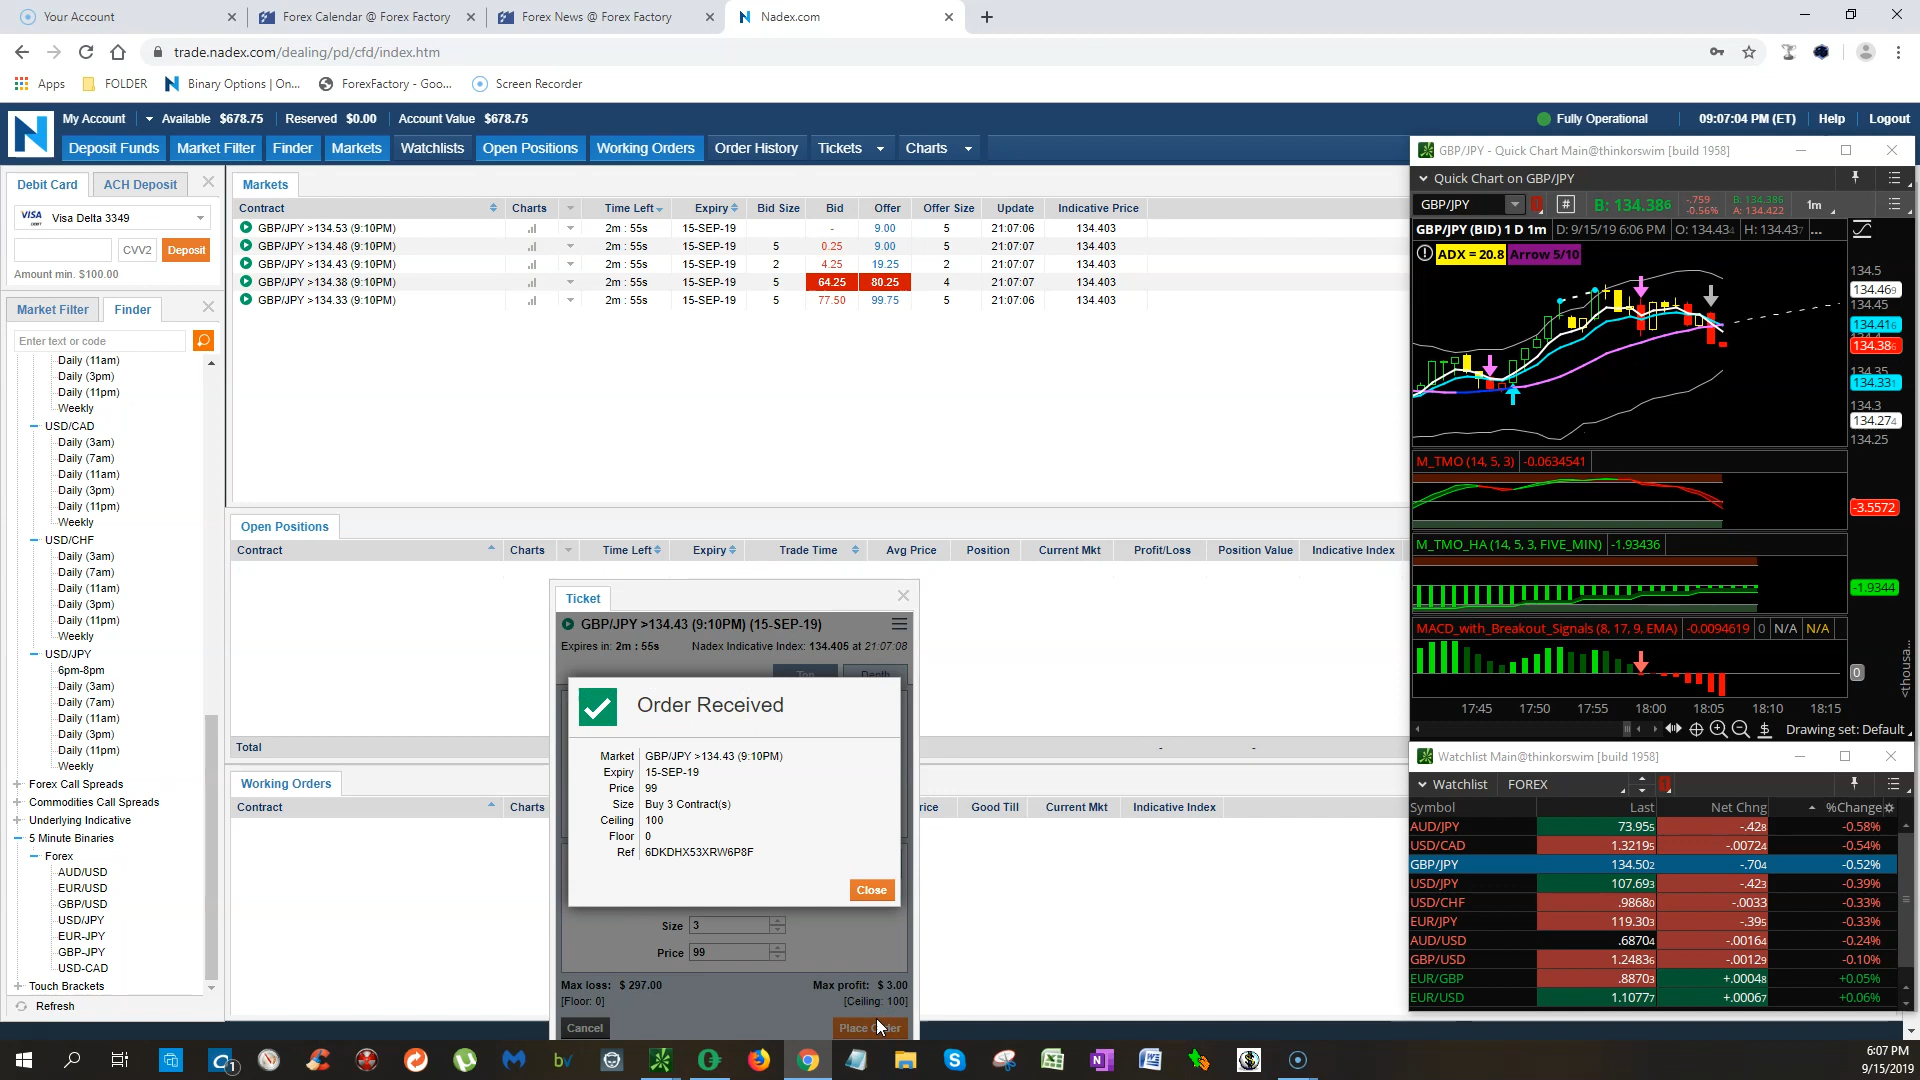 Your Account
Forex Calendar @ Forex Factory
Forex News @ Forex Factory
Nadex.com
trade.nadex.com/dealing/pd/cfd/index.htm
Apps
FOLDER
Binary Options | On...
ForexFactory - Goo...
Screen Recorder
My Account Available $678.75 Reserved $0.00 Account Value $678.75
Fully Operational 09:07:04 PM (ET) Help Logout
Deposit Funds Market Filter Finder Markets Watchlists Open Positions Working Orders Order History Tickets Charts
Debit Card ACH Deposit
VISA Visa Delta 3349
CVV2 Deposit
Amount min. $100.00
Market Filter Finder
Enter text or code
Daily (11am)
Daily (3pm)
Daily (11pm)
Weekly
USD/CAD
Daily (3am)
Daily (7am)
Daily (11am)
Daily (3pm)
Daily (11pm)
Weekly
USD/CHF
Daily (3am)
Daily (7am)
Daily (11am)
Daily (3pm)
Daily (11pm)
Weekly
USD/JPY
6pm-8pm
Daily (3am)
Daily (7am)
Daily (11am)
Daily (3pm)
Daily (11pm)
Weekly
Forex Call Spreads
Commodities Call Spreads
Underlying Indicative
5 Minute Binaries
Forex
AUD/USD
EUR/USD
GBP/USD
USD/JPY
EUR-JPY
GBP-JPY
USD-CAD
Touch Brackets
Refresh
Markets
Contract Charts Time Left Expiry Bid Size Bid Offer Offer Size Update Indicative Price
GBP/JPY >134.53 (9:10PM) 2m : 55s 15-SEP-19 - 9.00 5 21:07:06 134.403
GBP/JPY >134.48 (9:10PM) 2m : 55s 15-SEP-19 5 0.25 9.00 5 21:07:07 134.403
GBP/JPY >134.43 (9:10PM) 2m : 55s 15-SEP-19 2 4.25 19.25 2 21:07:07 134.403
GBP/JPY >134.38 (9:10PM) 2m : 55s 15-SEP-19 5 64.25 80.25 4 21:07:07 134.403
GBP/JPY >134.33 (9:10PM) 2m : 55s 15-SEP-19 5 77.50 99.75 5 21:07:06 134.403
Open Positions
Contract Charts Time Left Expiry Trade Time Avg Price Position Current Mkt Profit/Loss Position Value Indicative Index
Total - -
Working Orders
Contract Charts rice Good Till Current Mkt Indicative Index
Ticket
GBP/JPY >134.43 (9:10PM) (15-SEP-19)
Expires in: 2m : 55s Nadex Indicative Index: 134.405 at 21:07:08
Top Depth
Order Received
Market GBP/JPY >134.43 (9:10PM)
Expiry 15-SEP-19
Price 99
Size Buy 3 Contract(s)
Ceiling 100
Floor 0
Ref 6DKDHX53XRW6P8F
Close
Size 3
Price 99
Max loss: $ 297.00 Max profit: $ 3.00
[Floor: 0] [Ceiling: 100]
Cancel Place Order
GBP/JPY - Quick Chart Main@thinkorswim [build 1958]
Quick Chart on GBP/JPY
GBP/JPY B: 134.386 -.759 -0.56% B: 134.386 A: 134.422 1m
GBP/JPY (BID) 1 D 1m D: 9/15/19 6:06 PM O: 134.434 H: 134.437 ...
ADX = 20.8 Arrow 5/10
134.5
134.469
134.45
134.416
134.4
134.386
134.35
134.331
134.3
134.274
134.25
M_TMO (14, 5, 3) -0.0634541
-3.5572
M_TMO_HA (14, 5, 3, FIVE_MIN) -1.93436
-1.9344
MACD_with_Breakout_Signals (8, 17, 9, EMA) -0.0094619 0 N/A N/A
0
<thousa...
17:45 17:50 17:55 18:00 18:05 18:10 18:15
Drawing set: Default
Watchlist Main@thinkorswim [build 1958]
Watchlist FOREX
Symbol Last Net Chng %Change
AUD/JPY 73.955 -.428 -0.58%
USD/CAD 1.32195 -.00724 -0.54%
GBP/JPY 134.502 -.704 -0.52%
USD/JPY 107.693 -.423 -0.39%
USD/CHF .98680 -.0033 -0.33%
EUR/JPY 119.303 -.395 -0.33%
AUD/USD .68704 -.00164 -0.24%
GBP/USD 1.24836 -.00129 -0.10%
EUR/GBP .88703 +.00048 +0.05%
EUR/USD 1.10777 +.00067 +0.06%
6:07 PM
9/15/2019